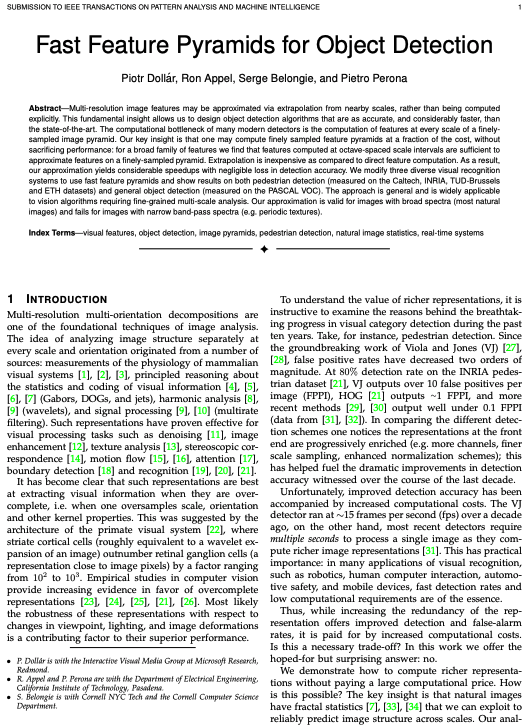 SUBMISSION TO IEEE TRANSACTIONS ON PATTERN ANALYSIS AND MACHINE INTELLIGENCE
1
Fast Feature Pyramids for Object Detection
Piotr Dollár, Ron Appel, Serge Belongie, and Pietro Perona
Abstract—Multi-resolution image features may be approximated via extrapolation from nearby scales, rather than being computed
explicitly. This fundamental insight allows us to design object detection algorithms that are as accurate, and considerably faster, than
the state-of-the-art. The computational bottleneck of many modern detectors is the computation of features at every scale of a finely-
sampled image pyramid. Our key insight is that one may compute finely sampled feature pyramids at a fraction of the cost, without
sacrificing performance: for a broad family of features we find that features computed at octave-spaced scale intervals are sufficient to
approximate features on a finely-sampled pyramid. Extrapolation is inexpensive as compared to direct feature computation. As a result,
our approximation yields considerable speedups with negligible loss in detection accuracy. We modify three diverse visual recognition
systems to use fast feature pyramids and show results on both pedestrian detection (measured on the Caltech, INRIA, TUD-Brussels
and ETH datasets) and general object detection (measured on the PASCAL VOC). The approach is general and is widely applicable
to vision algorithms requiring fine-grained multi-scale analysis. Our approximation is valid for images with broad spectra (most natural
images) and fails for images with narrow band-pass spectra (e.g. periodic textures).
Index Terms—visual features, object detection, image pyramids, pedestrian detection, natural image statistics, real-time systems
1 INTRODUCTION
Multi-resolution multi-orientation decompositions are
one of the foundational techniques of image analysis.
The idea of analyzing image structure separately at
every scale and orientation originated from a number of
sources: measurements of the physiology of mammalian
visual systems [1], [2], [3], principled reasoning about
the statistics and coding of visual information [4], [5],
[6], [7] (Gabors, DOGs, and jets), harmonic analysis [8],
[9] (wavelets), and signal processing [9], [10] (multirate
filtering). Such representations have proven effective for
visual processing tasks such as denoising [11], image
enhancement [12], texture analysis [13], stereoscopic cor-
respondence [14], motion flow [15], [16], attention [17],
boundary detection [18] and recognition [19], [20], [21].
It has become clear that such representations are best
at extracting visual information when they are over-
complete, i.e. when one oversamples scale, orientation
and other kernel properties. This was suggested by the
architecture of the primate visual system [22], where
striate cortical cells (roughly equivalent to a wavelet ex-
pansion of an image) outnumber retinal ganglion cells (a
representation close to image pixels) by a factor ranging
from 10² to 10³. Empirical studies in computer vision
provide increasing evidence in favor of overcomplete
representations [23], [24], [25], [21], [26]. Most likely
the robustness of these representations with respect to
changes in viewpoint, lighting, and image deformations
is a contributing factor to their superior performance.
• P. Dollár is with the Interactive Visual Media Group at Microsoft Research,
Redmond.
• R. Appel and P. Perona are with the Department of Electrical Engineering,
California Institute of Technology, Pasadena.
• S. Belongie is with Cornell NYC Tech and the Cornell Computer Science
Department.
To understand the value of richer representations, it is
instructive to examine the reasons behind the breathtak-
ing progress in visual category detection during the past
ten years. Take, for instance, pedestrian detection. Since
the groundbreaking work of Viola and Jones (VJ) [27],
[28], false positive rates have decreased two orders of
magnitude. At 80% detection rate on the INRIA pedes-
trian dataset [21], VJ outputs over 10 false positives per
image (FPPI), HOG [21] outputs ∼1 FPPI, and more
recent methods [29], [30] output well under 0.1 FPPI
(data from [31], [32]). In comparing the different detec-
tion schemes one notices the representations at the front
end are progressively enriched (e.g. more channels, finer
scale sampling, enhanced normalization schemes); this
has helped fuel the dramatic improvements in detection
accuracy witnessed over the course of the last decade.
Unfortunately, improved detection accuracy has been
accompanied by increased computational costs. The VJ
detector ran at ∼15 frames per second (fps) over a decade
ago, on the other hand, most recent detectors require
multiple seconds to process a single image as they com-
pute richer image representations [31]. This has practical
importance: in many applications of visual recognition,
such as robotics, human computer interaction, automo-
tive safety, and mobile devices, fast detection rates and
low computational requirements are of the essence.
Thus, while increasing the redundancy of the rep-
resentation offers improved detection and false-alarm
rates, it is paid for by increased computational costs.
Is this a necessary trade-off? In this work we offer the
hoped-for but surprising answer: no.
We demonstrate how to compute richer representa-
tions without paying a large computational price. How
is this possible? The key insight is that natural images
have fractal statistics [7], [33], [34] that we can exploit to
reliably predict image structure across scales. Our anal-